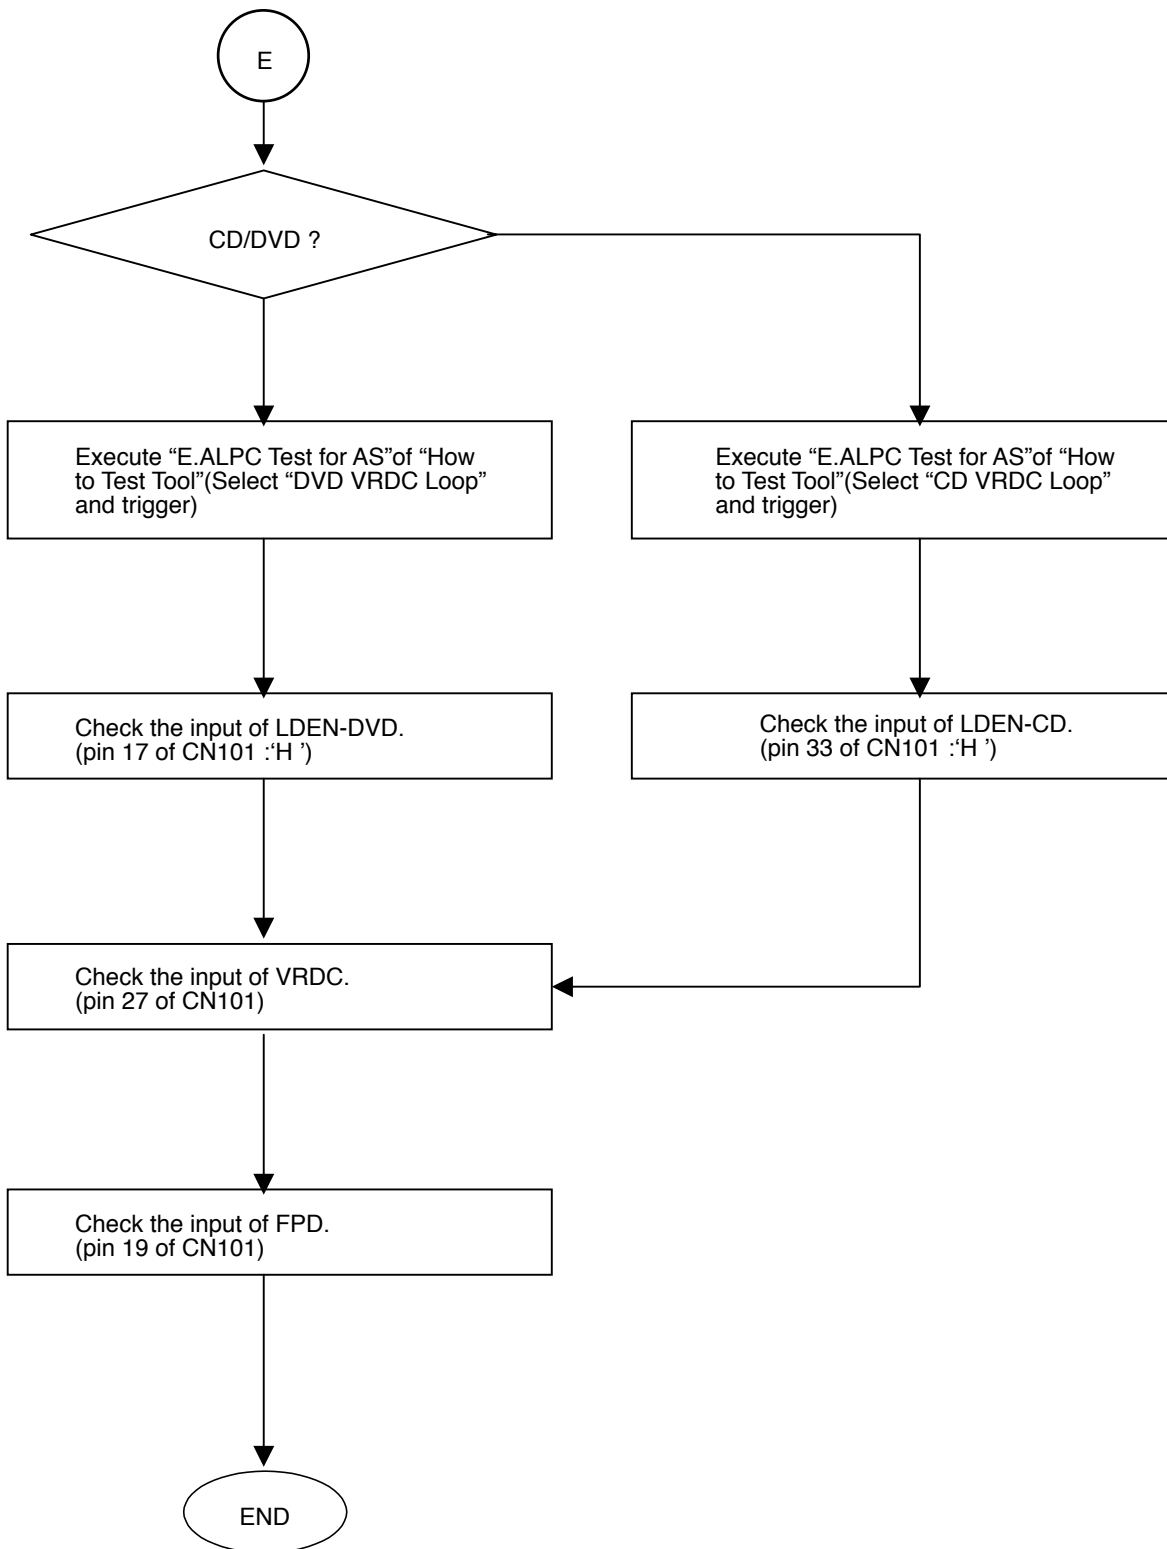 E
CD/DVD ?
Execute “E.ALPC Test for AS”of “How
to Test Tool”(Select “DVD VRDC Loop”
and trigger)
Execute “E.ALPC Test for AS”of “How
to Test Tool”(Select “CD VRDC Loop”
and trigger)
Check the input of LDEN-DVD.
(pin 17 of CN101 :‘H ’)
Check the input of LDEN-CD.
(pin 33 of CN101 :‘H ’)
Check the input of VRDC.
(pin 27 of CN101)
Check the input of FPD.
(pin 19 of CN101)
END